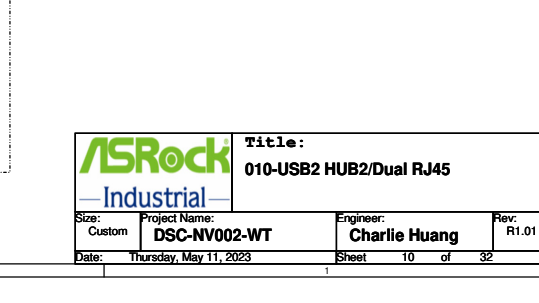 ASRock
Industrial
Title:
010-USB2 HUB2/Dual RJ45
Size:
Custom
Project Name:
DSC-NV002-WT
Engineer:
Charlie Huang
Rev:
R1.01
Date: Thursday, May 11, 2023
Sheet 10 of 32
1